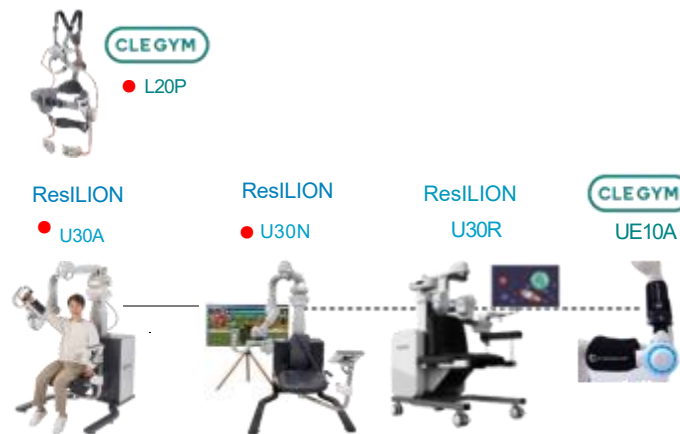 CLEGYM
L20P
ResILION
U30A
ResILION
U30N
ResILION
U30R
CLEGYM
UE10A